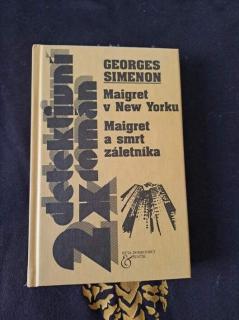 2x detektivní
román
GEORGES
SIMENON
Maigret
v New Yorku
Maigret
a smrt
záletníka